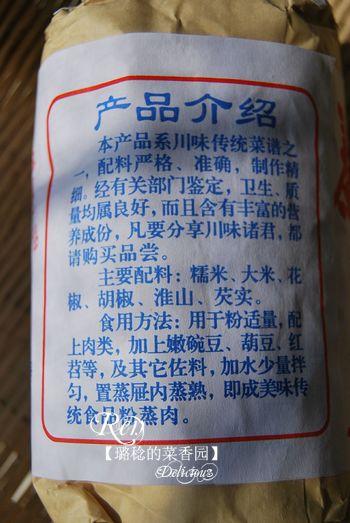 产品介绍
本产品系川味传统菜谱之
一，配料严格、准确，制作精
细。经有关部门鉴定，卫生、质
量均属良好，而且含有丰富的营
养成份，凡要分享川味诸君，都
请购买品尝。
主要配料：糯米、大米、花
椒、胡椒、淮山、芡实。
食用方法：用于粉适量，配
上肉类，加上嫩碗豆、葫豆、红
苕等，及其它佐料，加水少量拌
匀，置蒸屉内蒸熟，即成美味传
统食品粉蒸肉。
【璐稔的菜香园】
Delicious